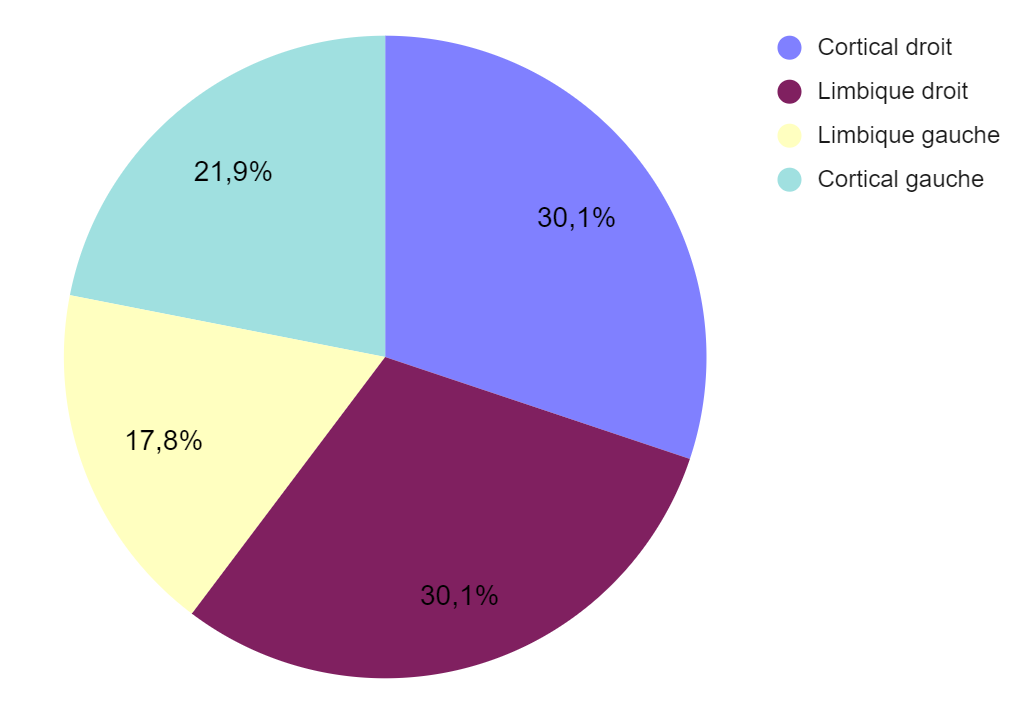 Cortical droit
Limbique droit
Limbique gauche
Cortical gauche
21,9%
30,1%
17,8%
30,1%